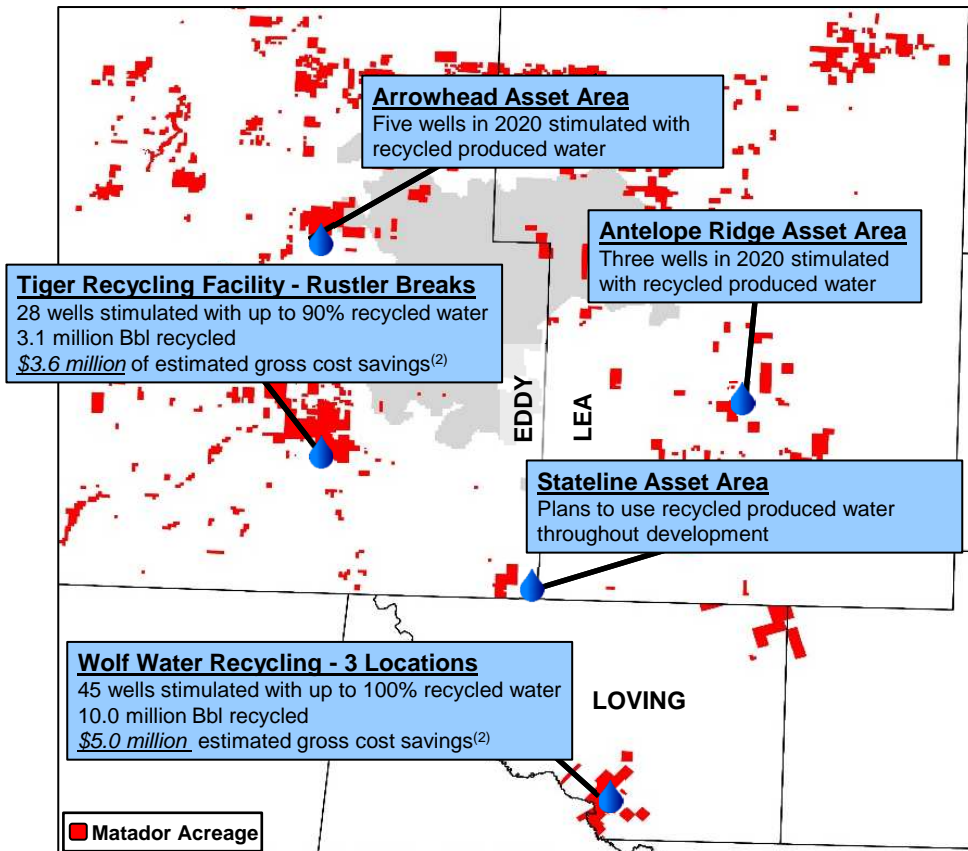 Arrowhead Asset Area
Five wells in 2020 stimulated with
recycled produced water
Antelope Ridge Asset Area
Three wells in 2020 stimulated
with recycled produced water
Tiger Recycling Facility - Rustler Breaks
28 wells stimulated with up to 90% recycled water
3.1 million Bbl recycled
$3.6 million of estimated gross cost savings(2)
EDDY
LEA
Stateline Asset Area
Plans to use recycled produced water
throughout development
Wolf Water Recycling - 3 Locations
45 wells stimulated with up to 100% recycled water
10.0 million Bbl recycled
$5.0 million estimated gross cost savings(2)
LOVING
Matador Acreage